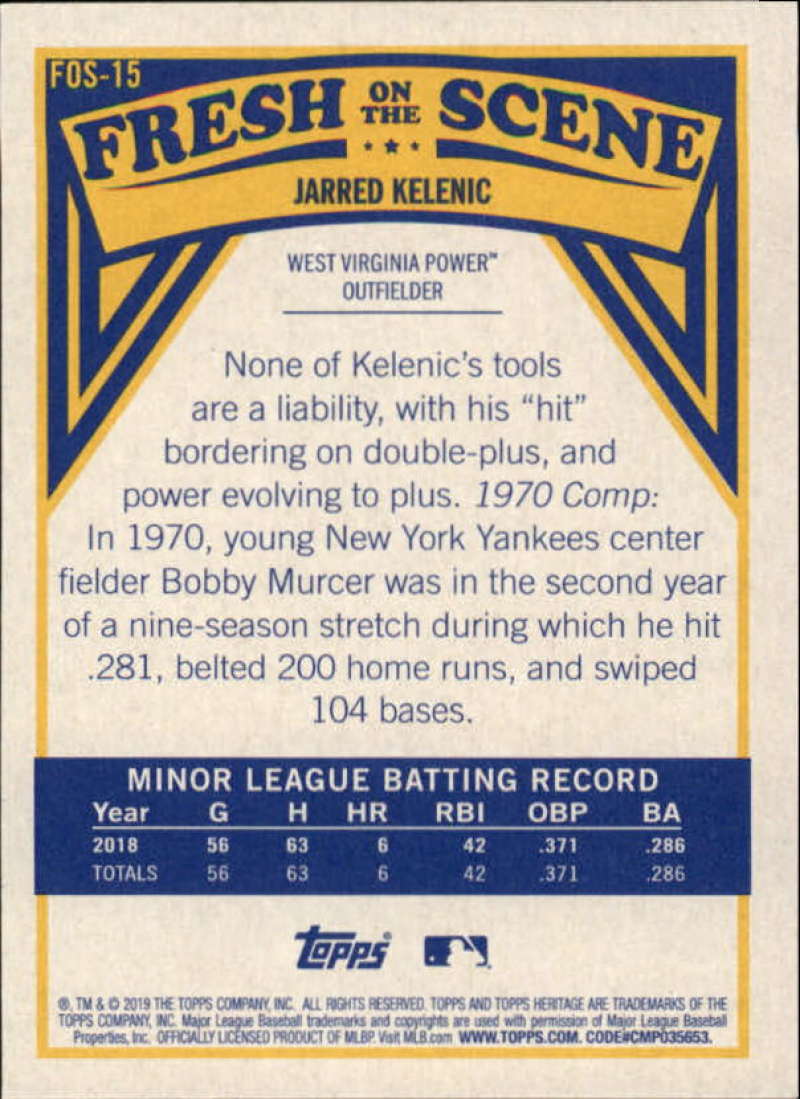 FOS-15
FRESH ON THE SCENE
JARRED KELENIC
WEST VIRGINIA POWER™
OUTFIELDER
None of Kelenic's tools
are a liability, with his “hit”
bordering on double-plus, and
power evolving to plus. 1970 Comp:
In 1970, young New York Yankees center
fielder Bobby Murcer was in the second year
of a nine-season stretch during which he hit
.281, belted 200 home runs, and swiped
104 bases.
MINOR LEAGUE BATTING RECORD
Year G H HR RBI OBP BA
2018 56 63 6 42 .371 .286
TOTALS 56 63 6 42 .371 .286
Topps®
®, TM & © 2019 THE TOPPS COMPANY, INC. ALL RIGHTS RESERVED. TOPPS AND TOPPS HERITAGE ARE TRADEMARKS OF THE
TOPPS COMPANY, INC. Major League Baseball trademarks and copyrights are used with permission of Major League Baseball
Properties, Inc. OFFICIALLY LICENSED PRODUCT OF MLBP. Visit MLB.com WWW.TOPPS.COM. CODE#CMP035653.